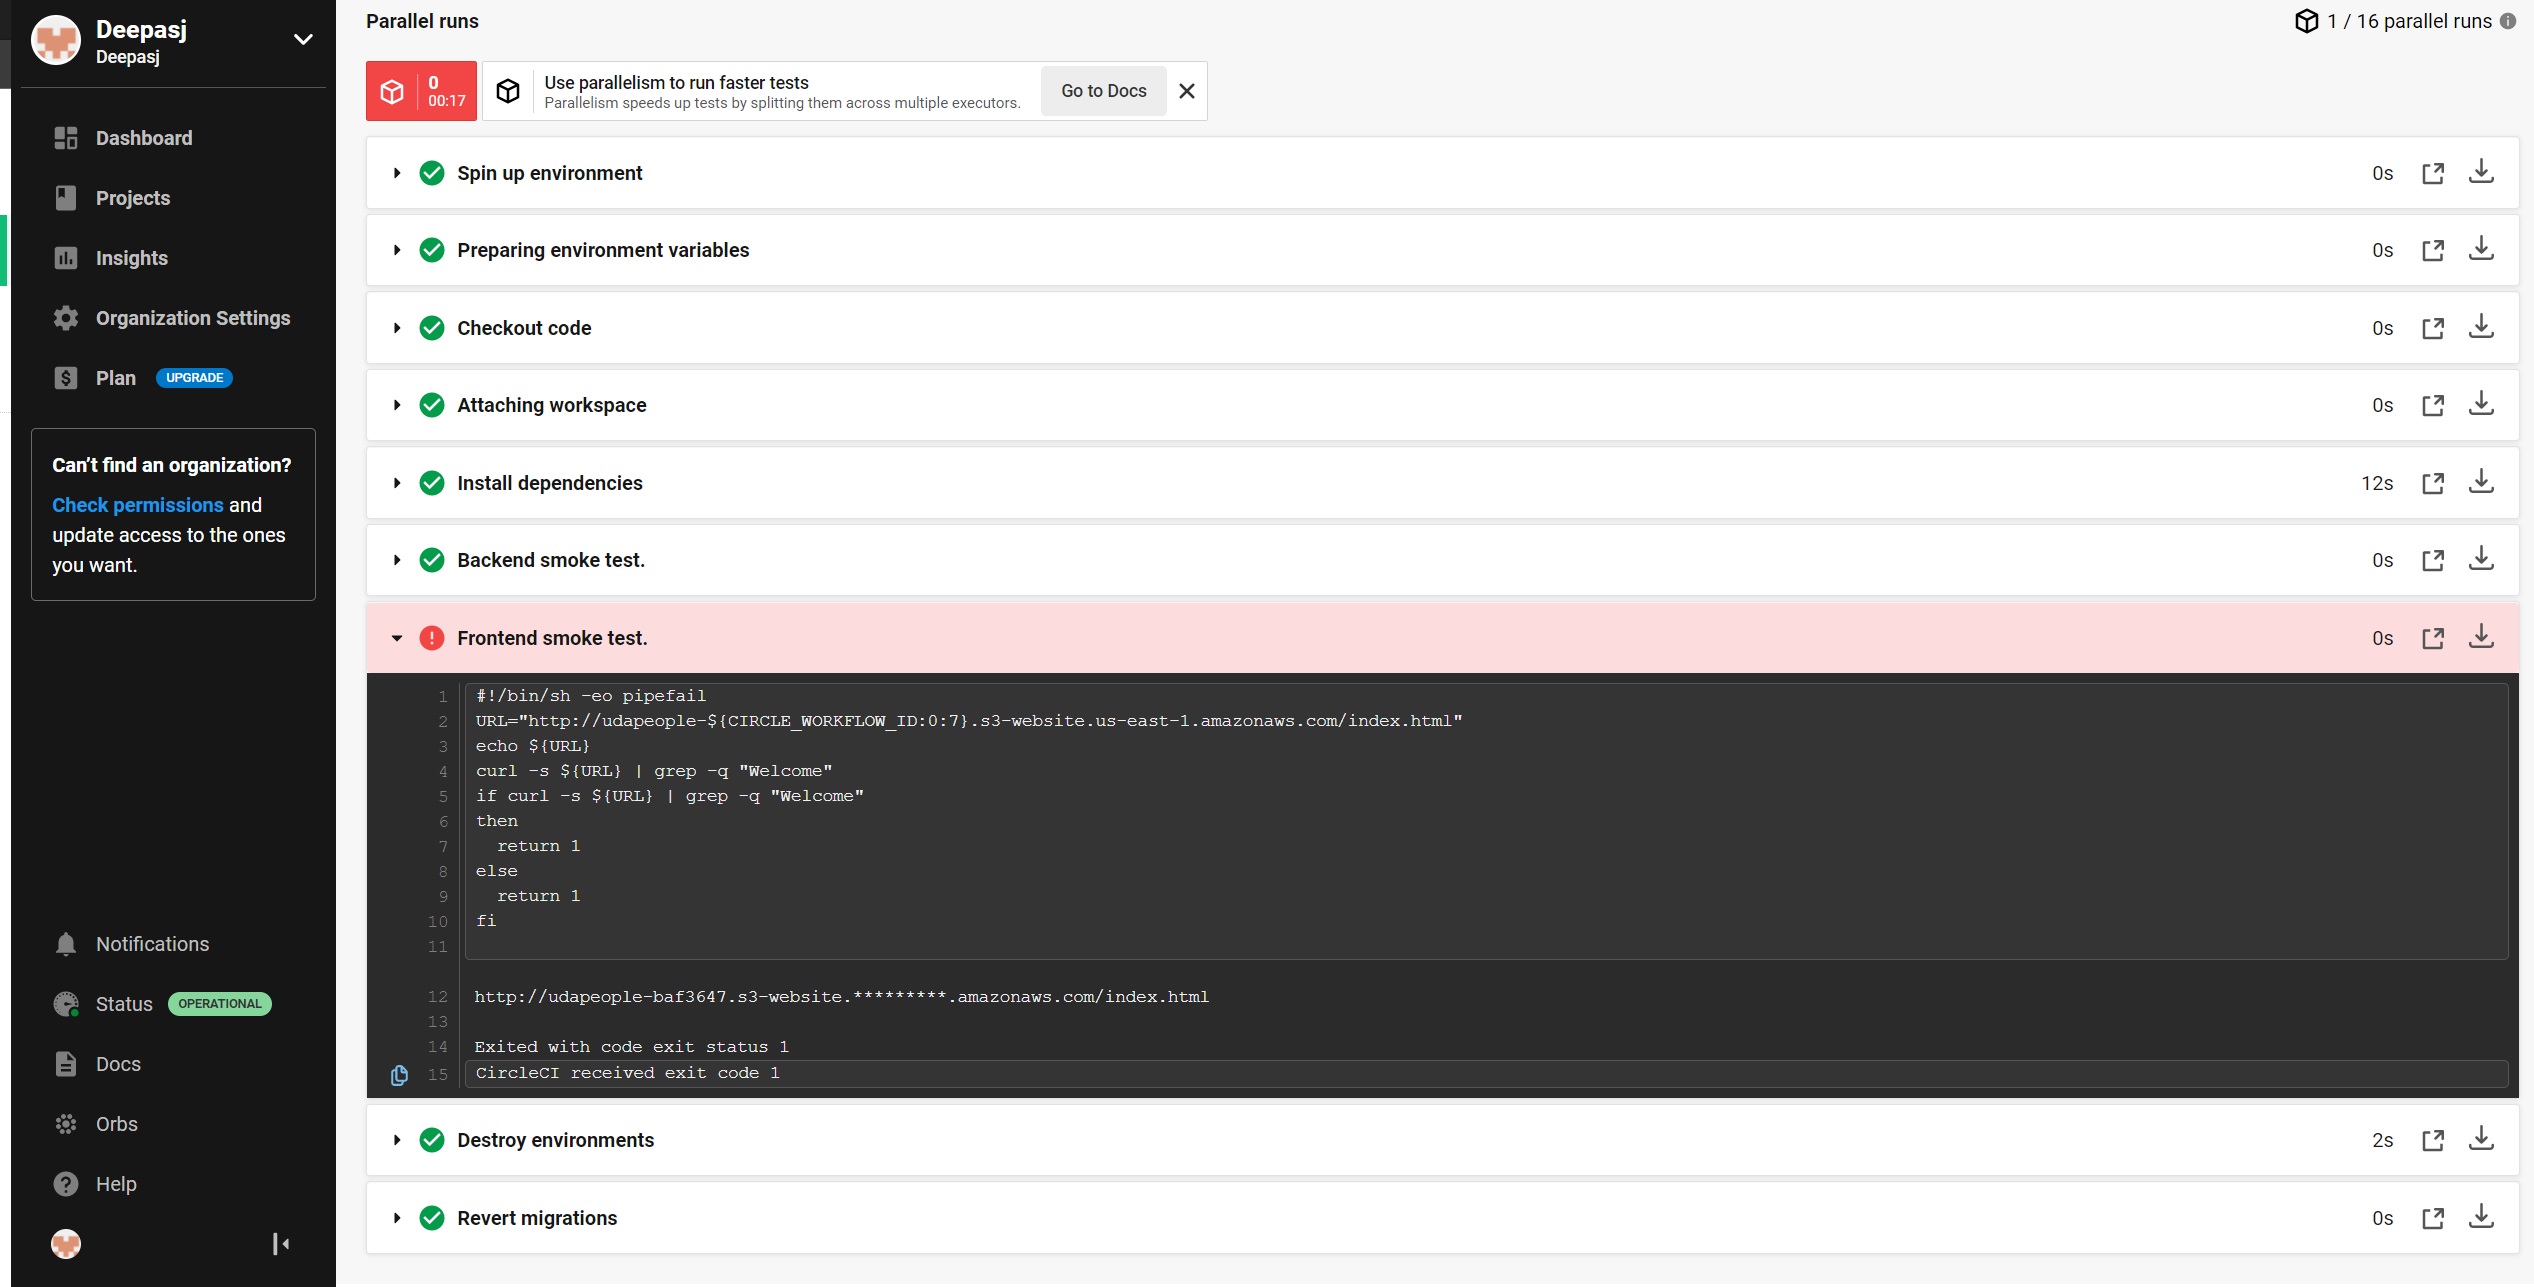 Deepasj
Deepasj
Dashboard
Projects
Insights
Organization Settings
Plan UPGRADE
Can't find an organization?
Check permissions and
update access to the ones
you want.
Notifications
Status OPERATIONAL
Docs
Orbs
Help
Parallel runs
1 / 16 parallel runs
0
00:17
Use parallelism to run faster tests
Parallelism speeds up tests by splitting them across multiple executors.
Go to Docs
Spin up environment 0s
Preparing environment variables 0s
Checkout code 0s
Attaching workspace 0s
Install dependencies 12s
Backend smoke test. 0s
Frontend smoke test. 0s
1 #!/bin/sh -eo pipefail
2 URL="http://udapeople-${CIRCLE_WORKFLOW_ID:0:7}.s3-website.us-east-1.amazonaws.com/index.html"
3 echo ${URL}
4 curl -s ${URL} | grep -q "Welcome"
5 if curl -s ${URL} | grep -q "Welcome"
6 then
7   return 1
8 else
9   return 1
10 fi
11
12 http://udapeople-baf3647.s3-website.*********.amazonaws.com/index.html
13
14 Exited with code exit status 1
15 CircleCI received exit code 1
Destroy environments 2s
Revert migrations 0s